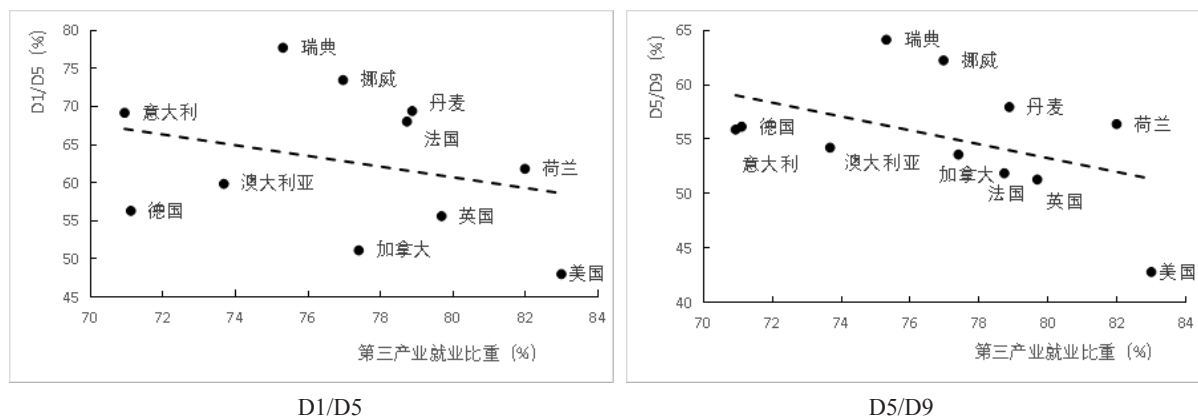 D1/D5 (%)
80
75
70
65
60
55
50
45
瑞典
挪威
丹麦
意大利
法国
荷兰
澳大利亚
德国
英国
加拿大
美国
70
72
74
76
78
80
82
84
第三产业就业比重 (%)
D1/D5
D5/D9 (%)
65
60
55
50
45
40
瑞典
挪威
丹麦
荷兰
德国
意大利
澳大利亚
加拿大
法国
英国
美国
70
72
74
76
78
80
82
84
第三产业就业比重 (%)
D5/D9